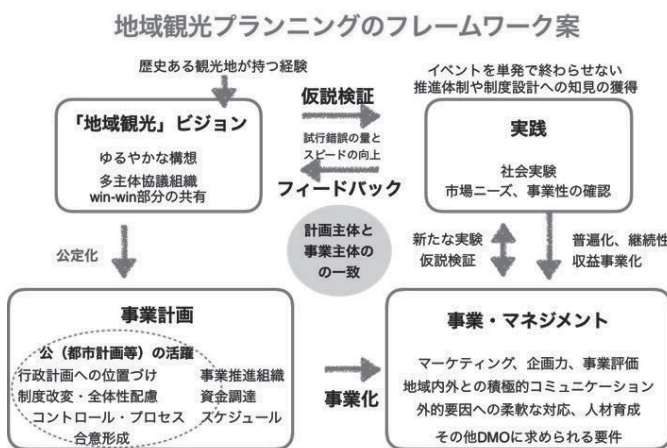 地域観光プランニングのフレームワーク案
歴史ある観光地が持つ経験
「地域観光」ビジョン
ゆるやかな構想
多主体協議組織
win-win部分の共有
仮説検証
試行錯誤の量と
スピードの向上
フィードバック
イベントを単発で終わらせない
推進体制や制度設計への知見の獲得
実践
社会実験
市場ニーズ、事業性の確認
計画主体と
事業主体の
の一致
公定化
新たな実験
仮説検証
普遍化、継続性
収益事業化
事業計画
公（都市計画等）の活躍
行政計画への位置づけ
制度改変・全体性配慮
コントロール・プロセス
合意形成
事業推進組織
資金調達
スケジュール
事業化
事業・マネジメント
マーケティング、企画力、事業評価
地域内外との積極的コミュニケーション
外的要因への柔軟な対応、人材育成
その他DMOに求められる要件